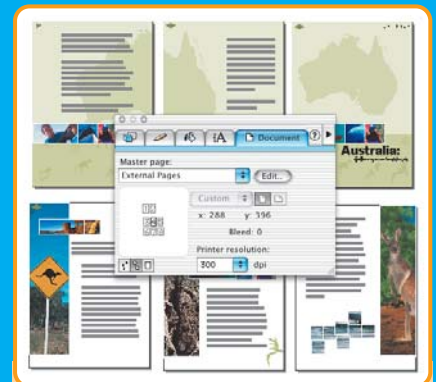 Document
?
Master page:
External Pages
Edit...
Custom
x: 288 y: 396
Bleed: 0
Printer resolution:
300 dpi
A
Australia: